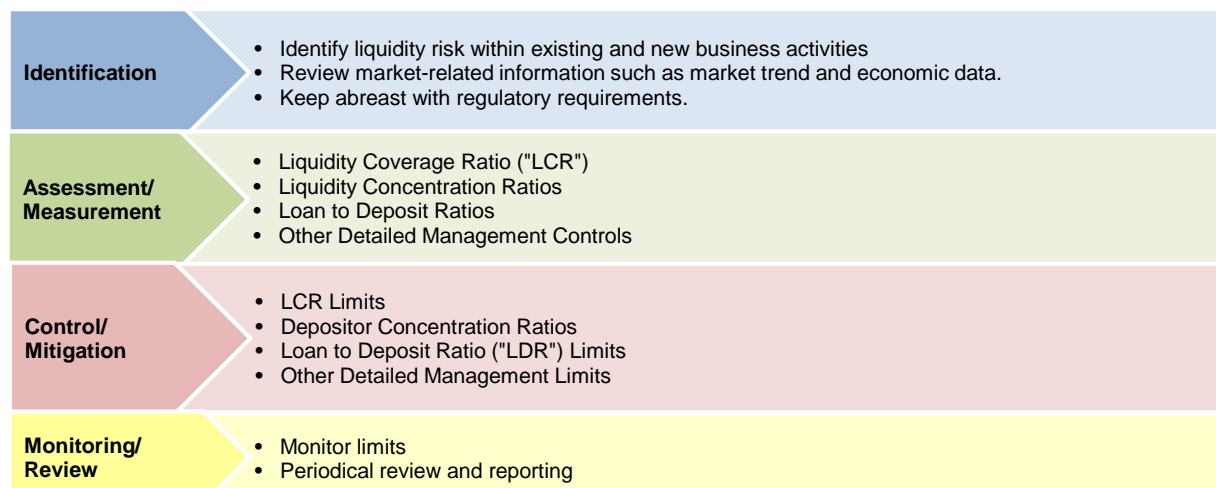 Identification
• Identify liquidity risk within existing and new business activities
• Review market-related information such as market trend and economic data.
• Keep abreast with regulatory requirements.
Assessment/
Measurement
• Liquidity Coverage Ratio ("LCR")
• Liquidity Concentration Ratios
• Loan to Deposit Ratios
• Other Detailed Management Controls
Control/
Mitigation
• LCR Limits
• Depositor Concentration Ratios
• Loan to Deposit Ratio ("LDR") Limits
• Other Detailed Management Limits
Monitoring/
Review
• Monitor limits
• Periodical review and reporting